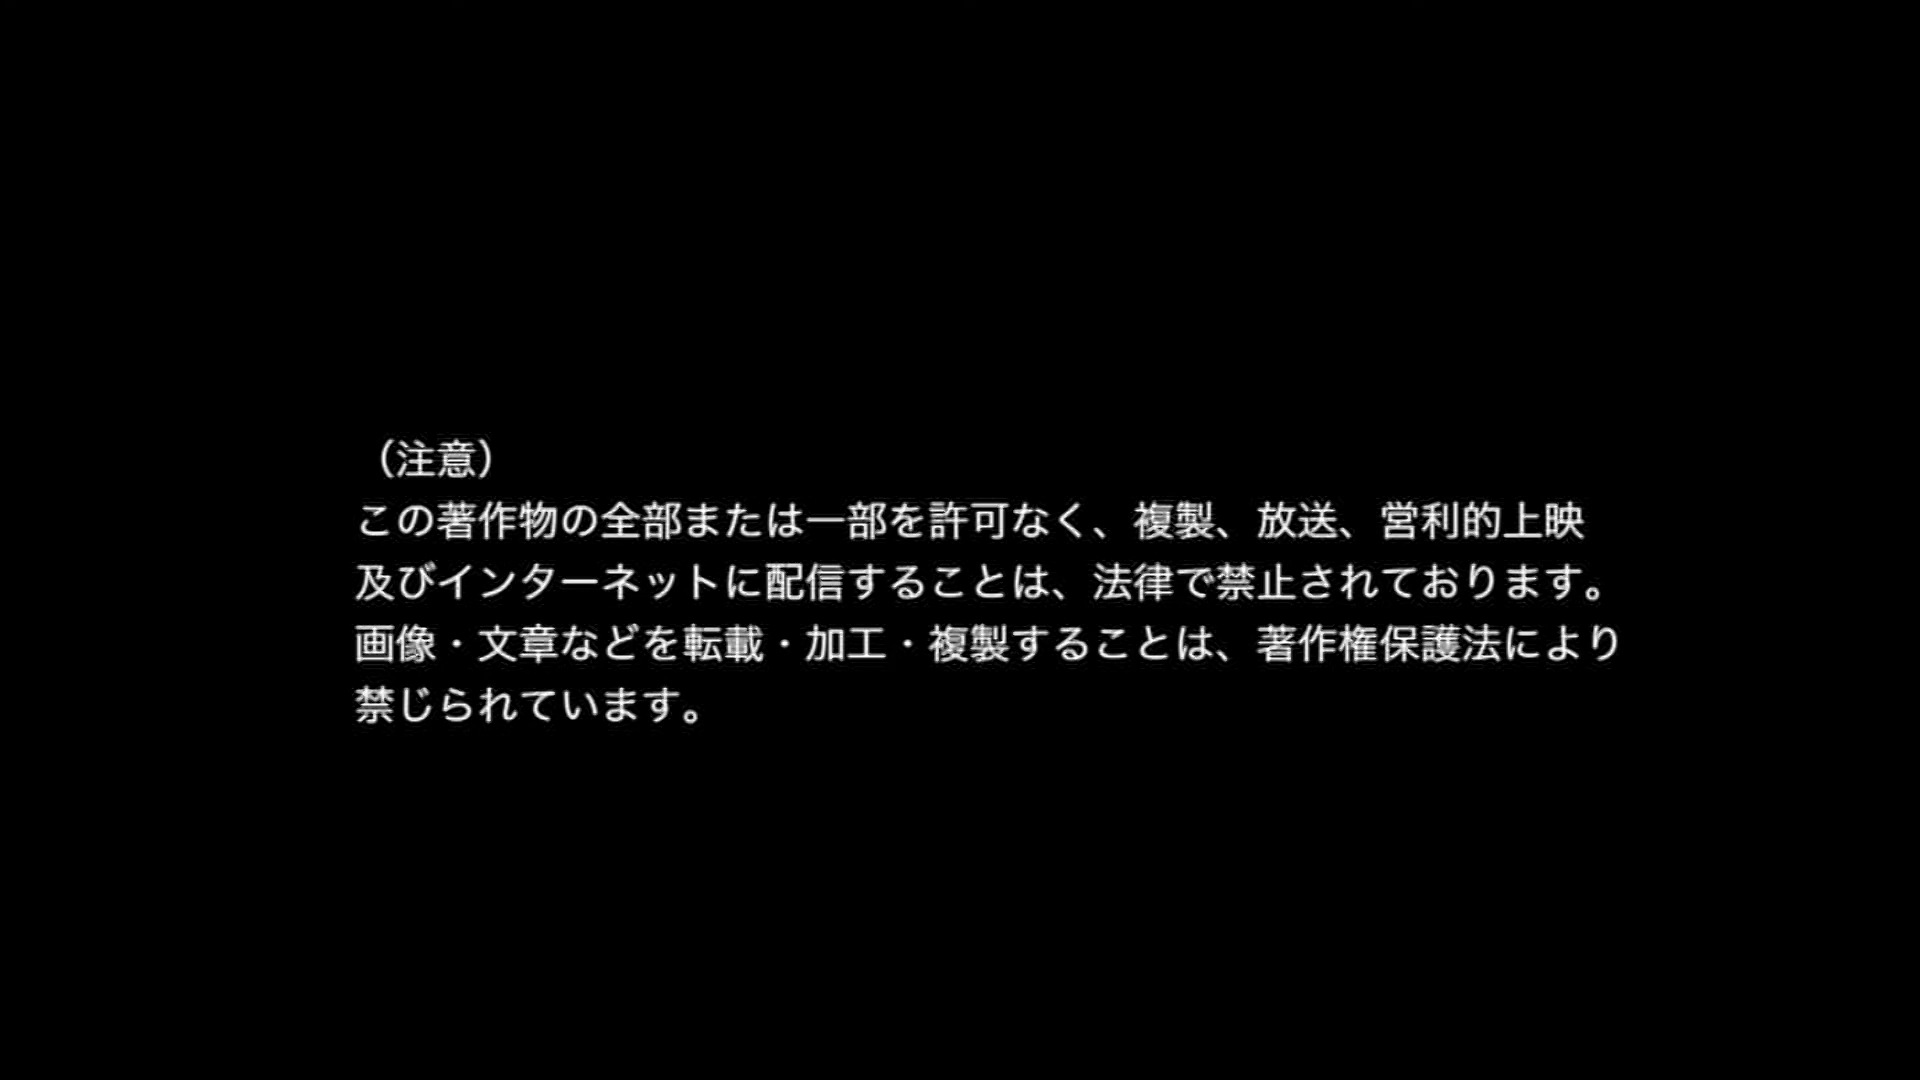 （注意）
この著作物の全部または一部を許可なく、複製、放送、営利的上映
及びインターネットに配信することは、法律で禁止されております。
画像・文章などを転載・加工・複製することは、著作権保護法により
禁じられています。